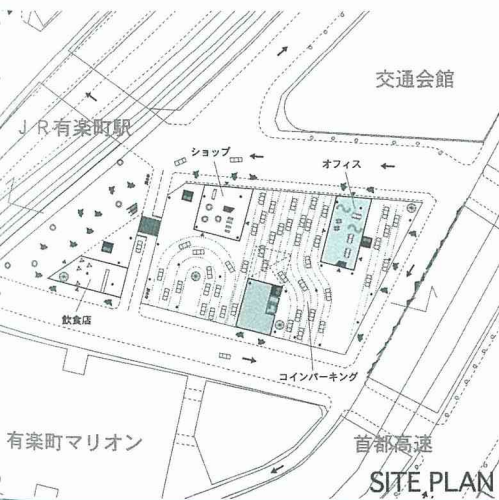 交通会館
ＪＲ有楽町駅
ショップ
オフィス
飲食店
コインパーキング
有楽町マリオン
首都高速
SITE PLAN